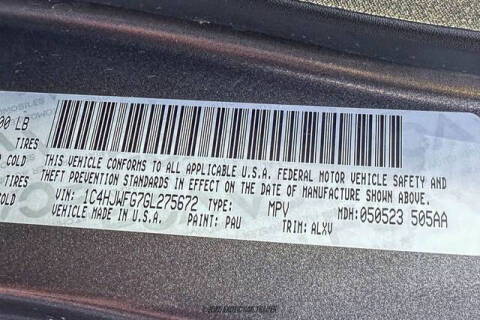 00 LB
TIRES
COLD
TIRES
COLD
THIS VEHICLE CONFORMS TO ALL APPLICABLE U.S.A. FEDERAL MOTOR VEHICLE SAFETY AND
THEFT PREVENTION STANDARDS IN EFFECT ON THE DATE OF MANUFACTURE SHOWN ABOVE.
VIN: 1C4HJWFG7GL275672 TYPE: MPV MDH: 050523 505AA
VEHICLE MADE IN U.S.A. PAINT: PAU TRIM: ALXV